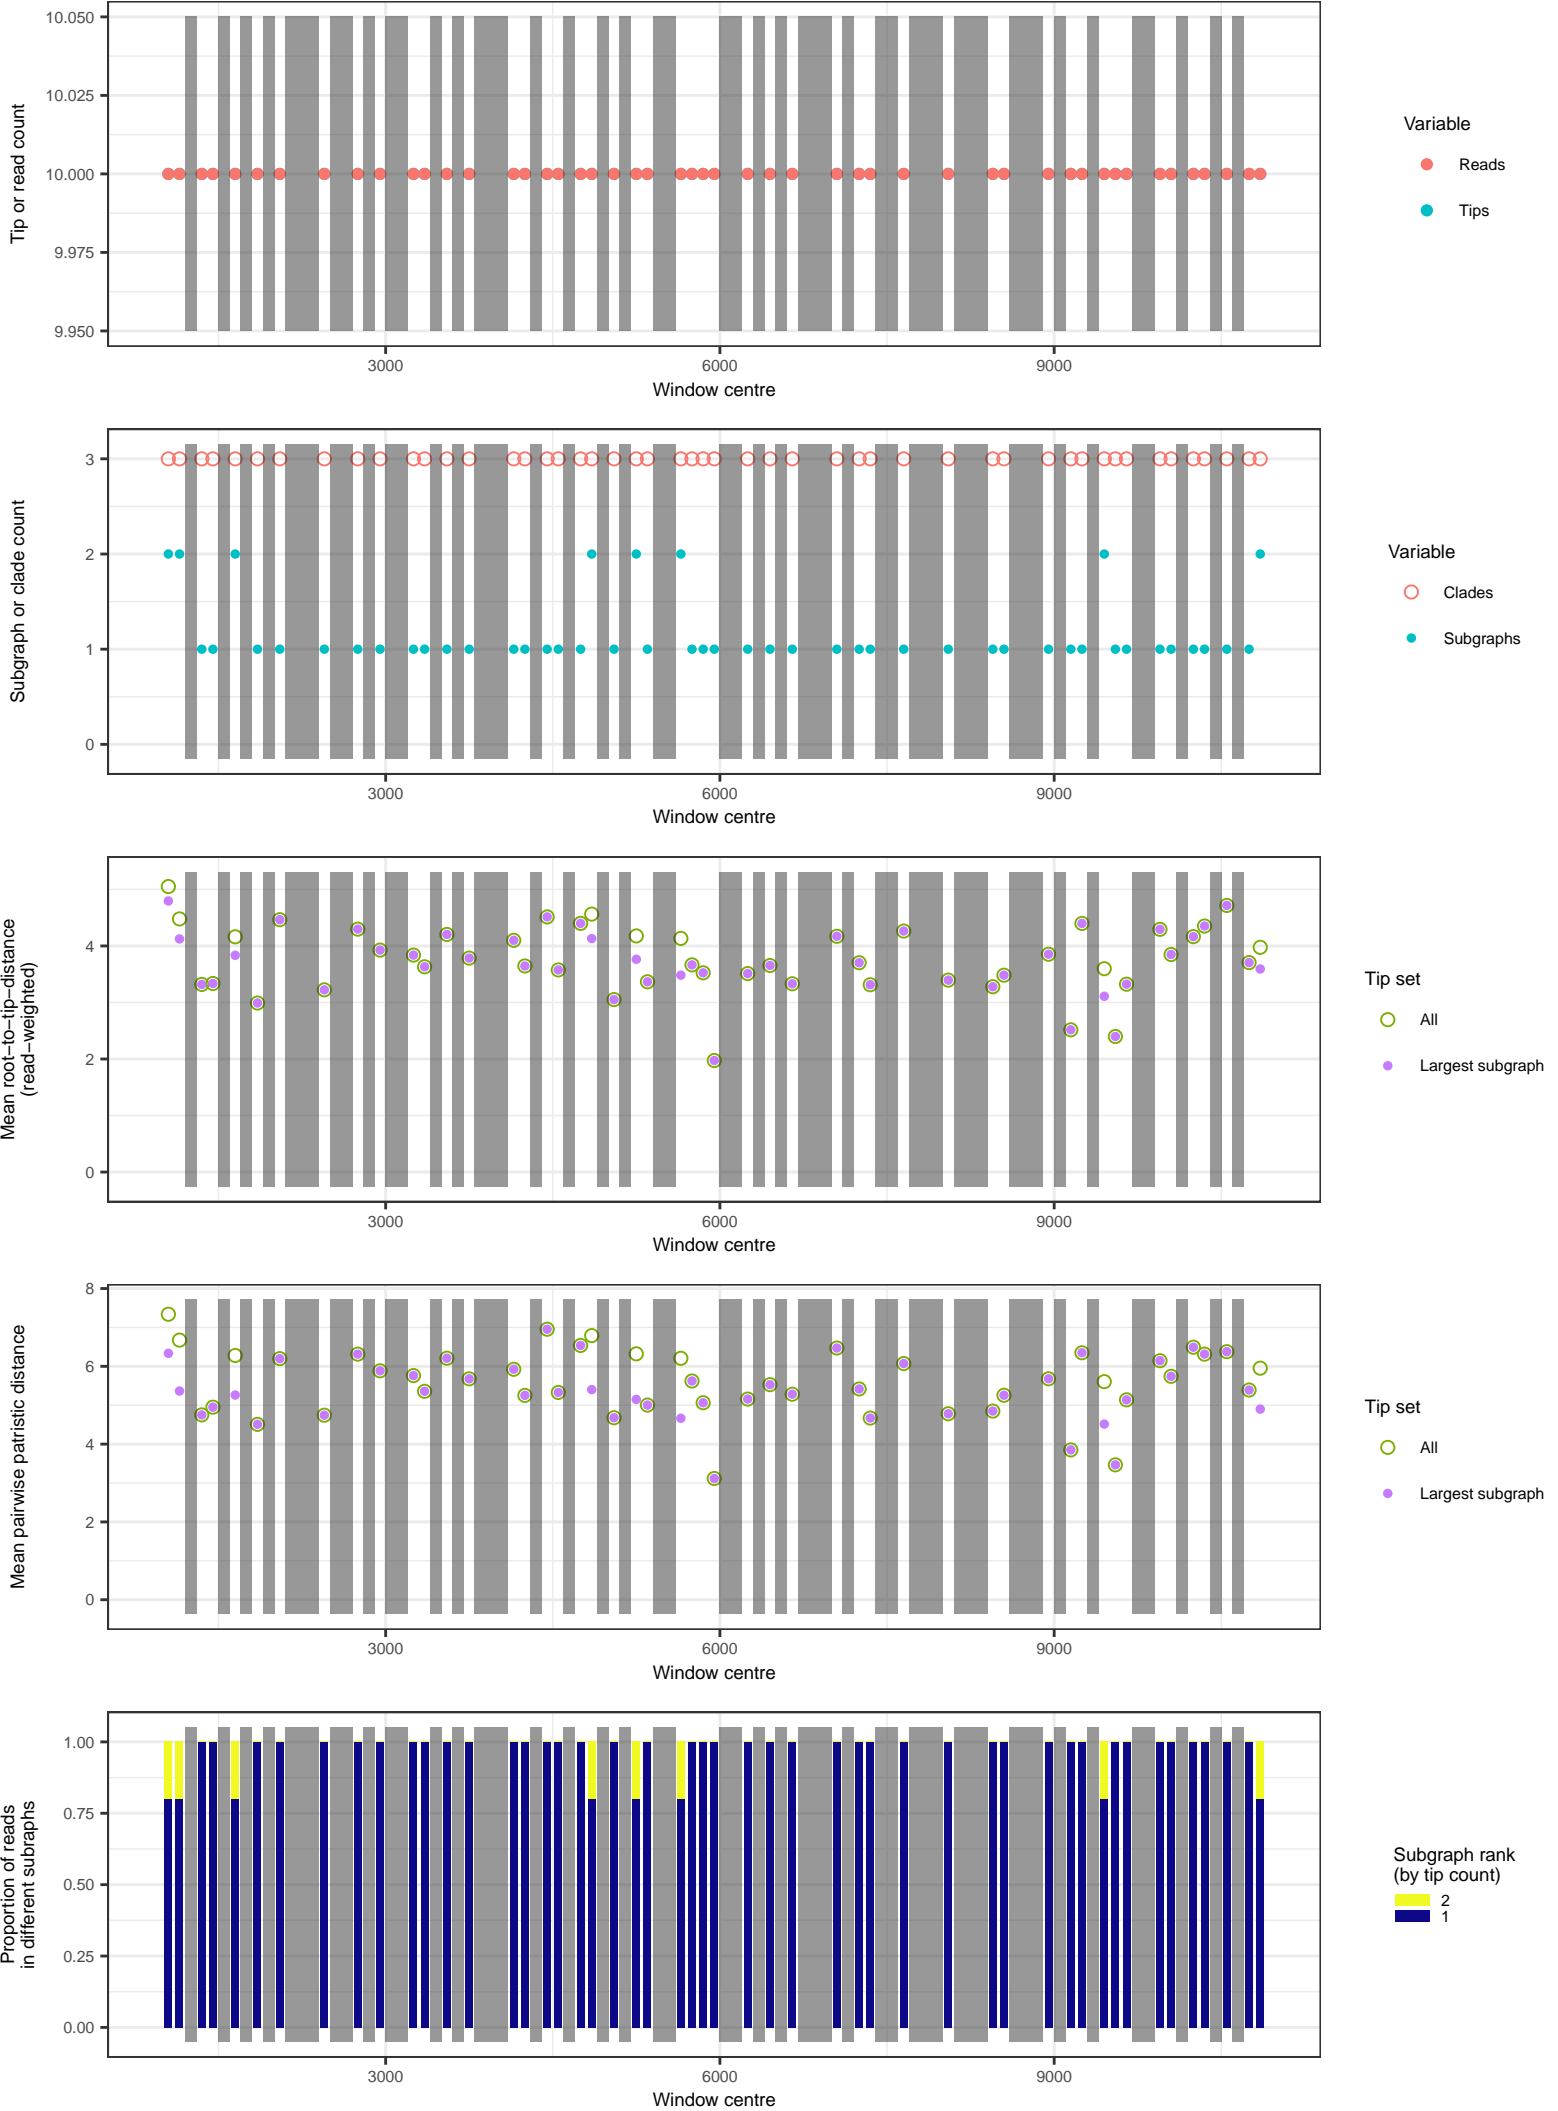 Tip or read count
10.050
10.025
10.000
9.975
9.950
3000 6000 9000
Window centre
Variable
Reads
Tips
Subgraph or clade count
3
2
1
0
3000 6000 9000
Window centre
Variable
Clades
Subgraphs
Mean root−to−tip−distance
(read−weighted)
4
2
0
3000 6000 9000
Window centre
Tip set
All
Largest subgraph
Mean pairwise patristic distance
8
6
4
2
0
3000 6000 9000
Window centre
Tip set
All
Largest subgraph
Proportion of reads
in different subraphs
1.00
0.75
0.50
0.25
0.00
3000 6000 9000
Window centre
Subgraph rank
(by tip count)
2
1